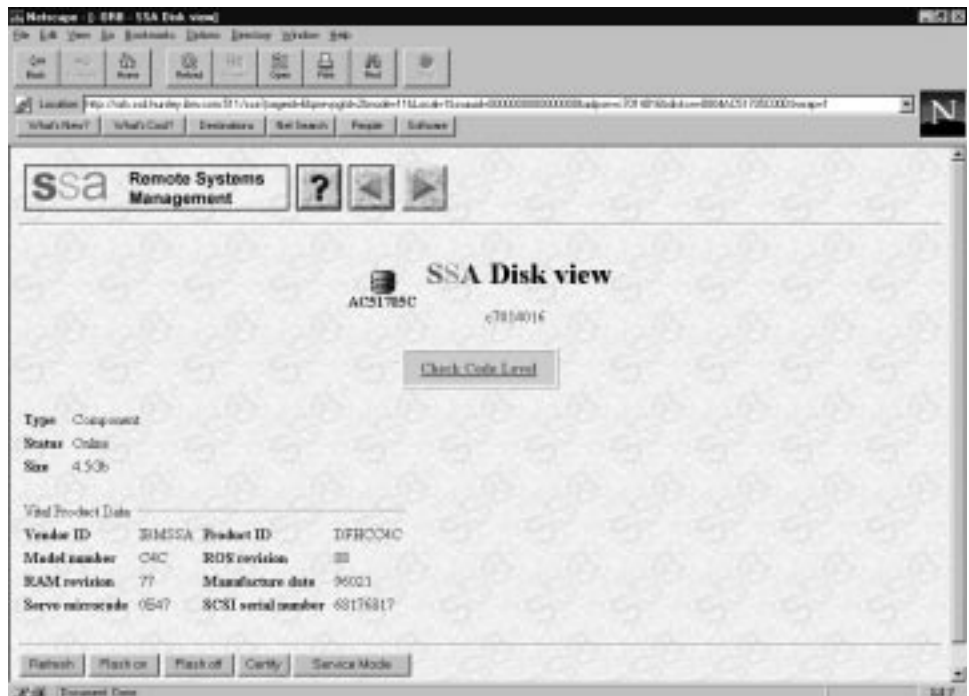 Netscape - [- ORB - SSA Disk view]
File Edit View Go Bookmarks Options Directory Window Help
Back Home Reload Open Print Find
Location:
What's New? What's Cool? Destinations Net Search People Software
ssa Remote Systems Management ?
SSA Disk view
AC51705C
c7014016
Check Code Level
Type Component
Status Online
Size 4.5Gb
Vital Product Data
Vendor ID IBMSSA Product ID DFHCC4C
Model number C4C ROS revision
RAM revision 77 Manufacture date 96021
Servo microcode 0547 SCSI serial number 68176817
Refresh Flash on Flash off Certify Service Mode
Document: Done